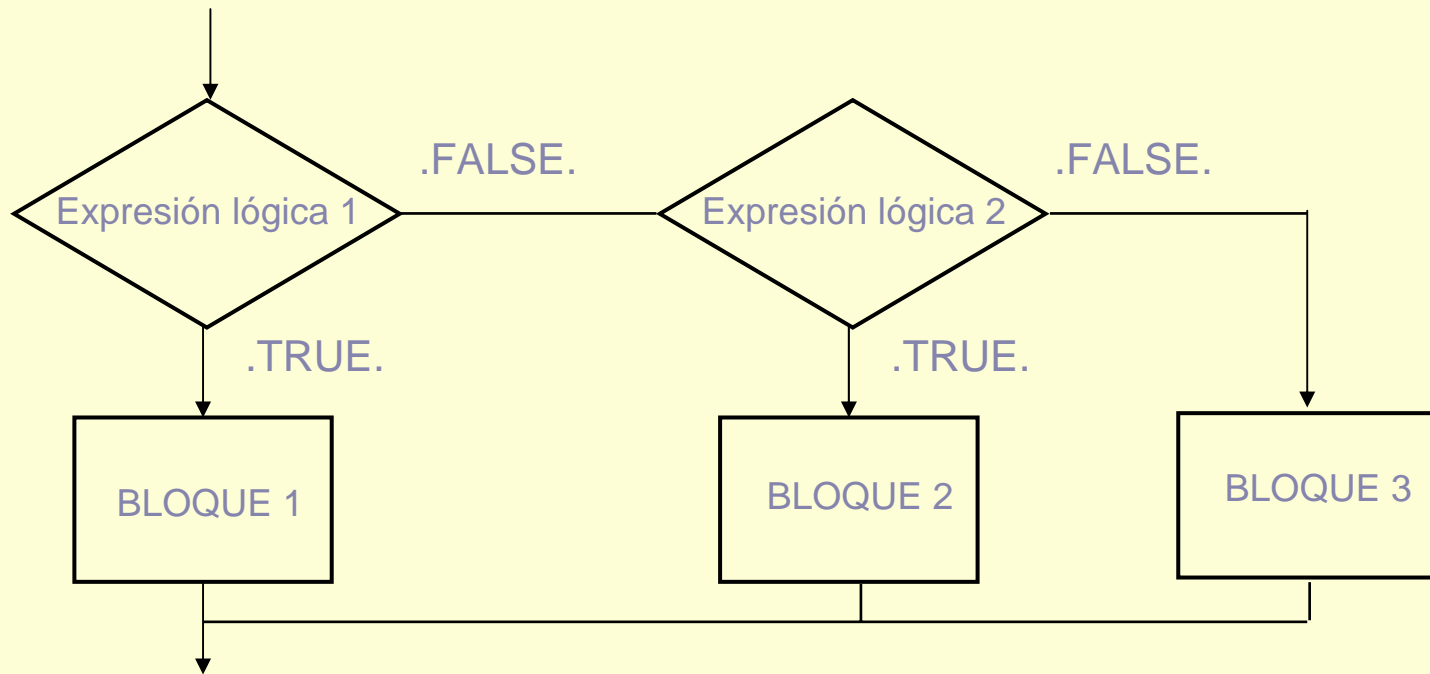 .FALSE.
.FALSE.
Expresión lógica 1
Expresión lógica 2
.TRUE.
.TRUE.
BLOQUE 1
BLOQUE 2
BLOQUE 3